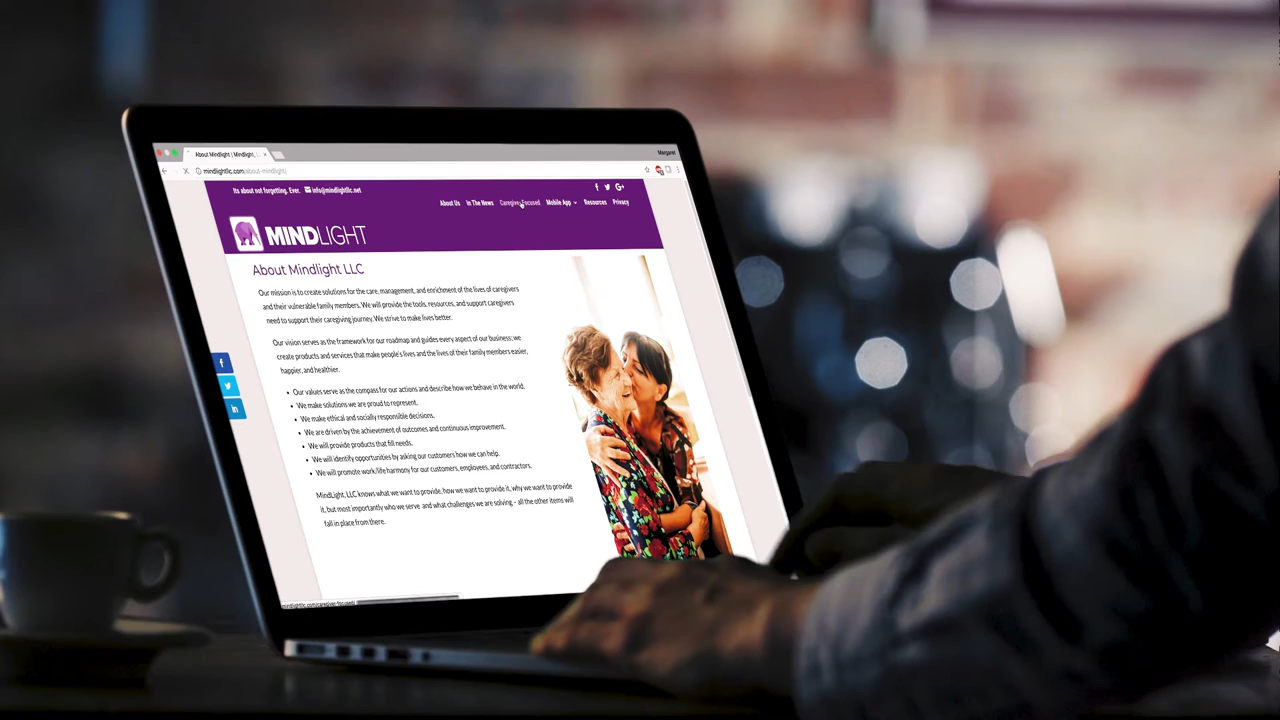 About Mindlight | Mindlight, L
Margaret
mindlightllc.com/about-mindlight/
Its about not forgetting. Ever. info@mindlightllc.net
About Us In The News Caregiver Focused Mobile App Resources Privacy
MINDLIGHT
About Mindlight LLC
Our mission is to create solutions for the care, management, and enrichment of the lives of caregivers
and their vulnerable family members. We will provide the tools, resources, and support caregivers
need to support their caregiving journey. We strive to make lives better.
Our vision serves as the framework for our roadmap and guides every aspect of our business; we
create products and services that make people's lives and the lives of their family members easier,
happier, and healthier.
• Our values serve as the compass for our actions and describe how we behave in the world.
• We make solutions we are proud to represent.
• We make ethical and socially responsible decisions.
• We are driven by the achievement of outcomes and continuous improvement.
• We will provide products that fill needs.
• We will identify opportunities by asking our customers how we can help.
• We will promote work/life harmony for our customers, employees, and contractors.
MindLight, LLC knows what we want to provide, how we want to provide it, why we want to provide
it, but most importantly who we serve and what challenges we are solving – all the other items will
fall in place from there.
mindlightllc.com/caregiver-focused/